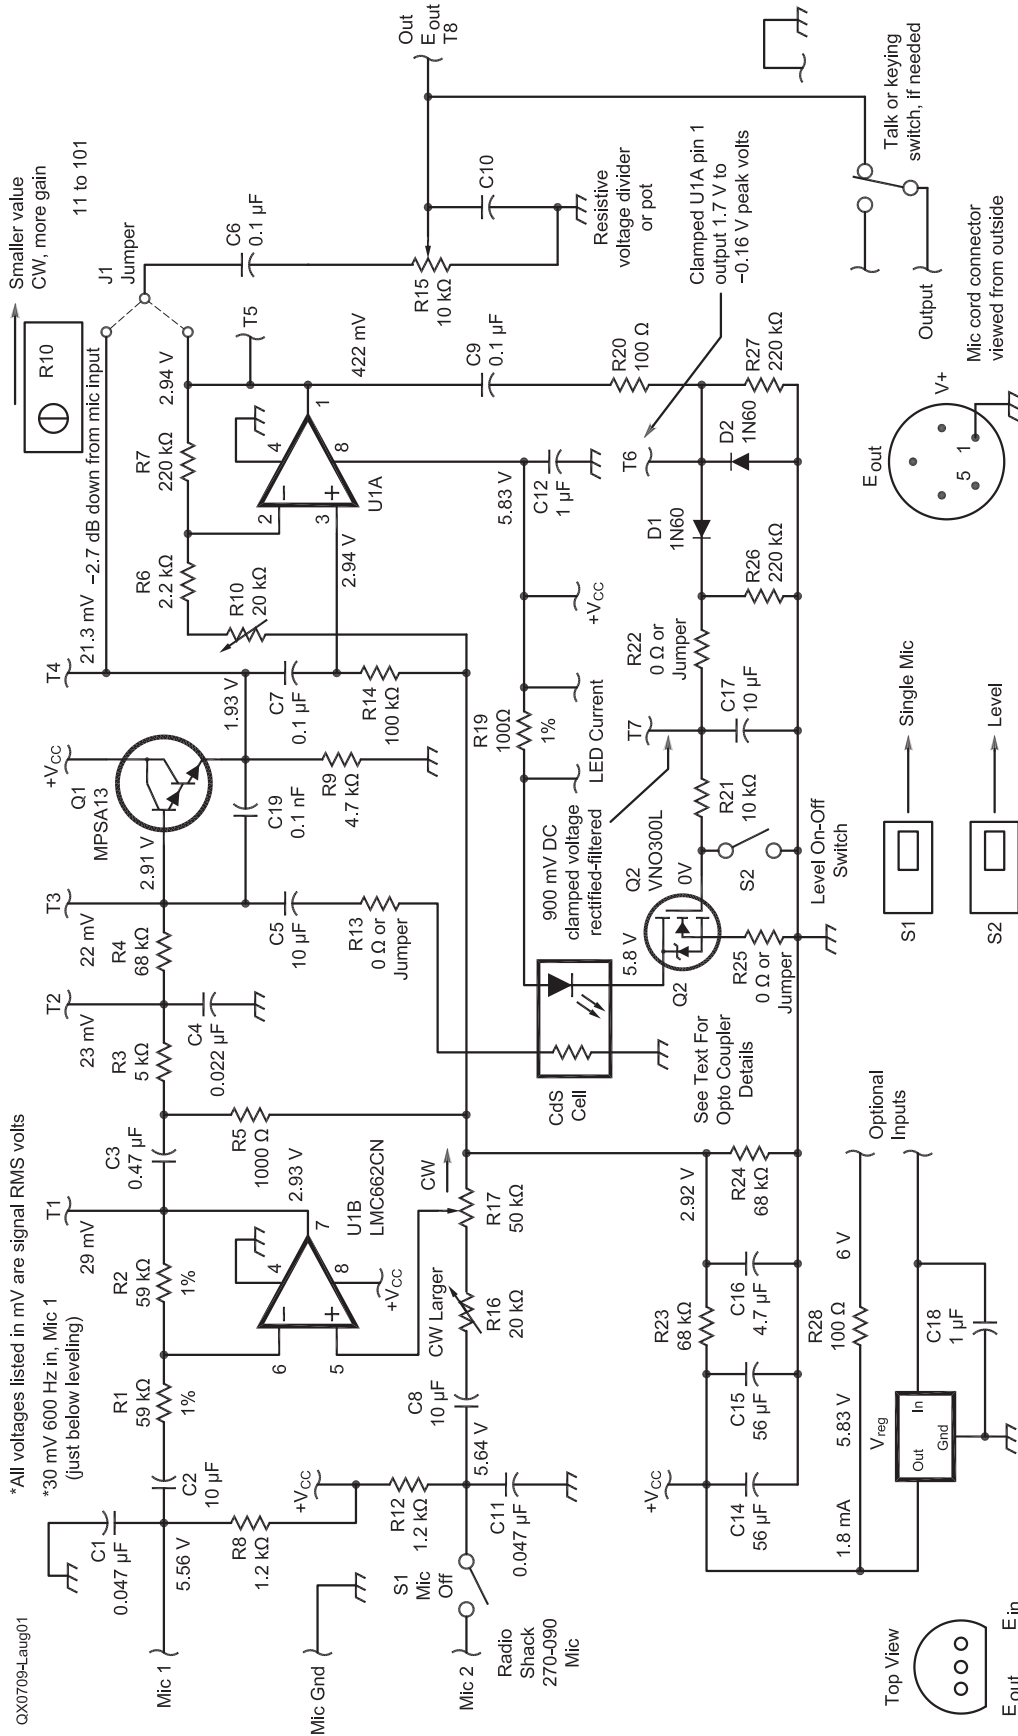 QX0709-Laug01
*All voltages listed in mV are signal RMS volts
*30 mV 600 Hz in, Mic 1
(just below leveling)
C1
0.047 µF
Mic 1
5.56 V
C2
10 µF
R8
1.2 kΩ
R1
59 kΩ
1%
R2
59 kΩ
1%
29 mV
T1
6
5
4
8
7
+VCC
U1B
LMC662CN
2.93 V
C3
0.47 µF
R5
1000 Ω
R3
5 kΩ
23 mV
T2
C4
0.022 µF
R4
68 kΩ
22 mV
T3
2.91 V
Q1
MPSA13
+VCC
C19
0.1 nF
C5
10 µF
R13
0 Ω or
Jumper
R9
4.7 kΩ
1.93 V
T4
21.3 mV −2.7 dB down from mic input
C7
0.1 µF
R14
100 kΩ
R10
20 kΩ
R6
2.2 kΩ
R7
220 kΩ
2.94 V
2
3
4
8
1
U1A
2.94 V
T5
422 mV
R10
Smaller value
CW, more gain
11 to 101
J1
Jumper
C6
0.1 µF
R15
10 kΩ
C10
Resistive
voltage divider
or pot
Out
Eout
T8
Mic Gnd
+VCC
R12
1.2 kΩ
5.64 V
C11
0.047 µF
S1
Mic
Off
Mic 2
Radio
Shack
270-090
Mic
C8
10 µF
CW Larger
R16
20 kΩ
R17
50 kΩ
CW
CdS
Cell
R19
100Ω
1%
LED Current
+VCC
5.83 V
C12
1 µF
C9
0.1 µF
R20
100 Ω
Clamped U1A pin 1
output 1.7 V to
−0.16 V peak volts
T6
D1
1N60
D2
1N60
R27
220 kΩ
R26
220 kΩ
R22
0 Ω or
Jumper
T7
C17
10 µF
900 mV DC
clamped voltage
rectified-filtered
R21
10 kΩ
Q2
VNO300L
0V
5.8 V
Q2
S2
Level On-Off
Switch
R25
0 Ω or
Jumper
See Text For
Opto Coupler
Details
2.92 V
R24
68 kΩ
R23
68 kΩ
C16
4.7 µF
C15
56 µF
C14
56 µF
+VCC
1.8 mA
5.83 V
R28
100 Ω
6 V
Vreg
Out
In
Gnd
C18
1 µF
Optional
Inputs
Top View
Eout
Ein
S1
Single Mic
S2
Level
Eout
V+
5
1
Mic cord connector
viewed from outside
Output
Talk or keying
switch, if needed